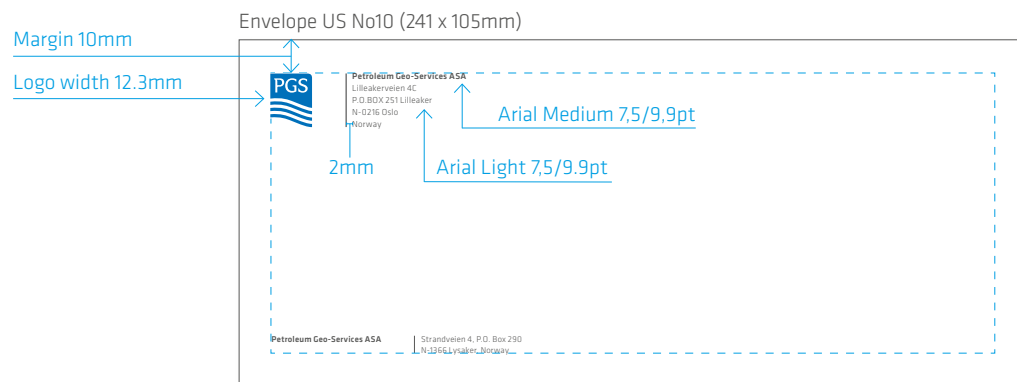 Envelope US No10 (241 x 105mm)
Margin 10mm
Logo width 12.3mm
PGS
Petroleum Geo-Services ASA
Lilleakerveien 4C
P.O.BOX 251 Lilleaker
N-0216 Oslo
Norway
Arial Medium 7,5/9,9pt
2mm
Arial Light 7,5/9.9pt
Petroleum Geo-Services ASA
Strandveien 4, P.O. Box 290
N-1366 Lysaker, Norway